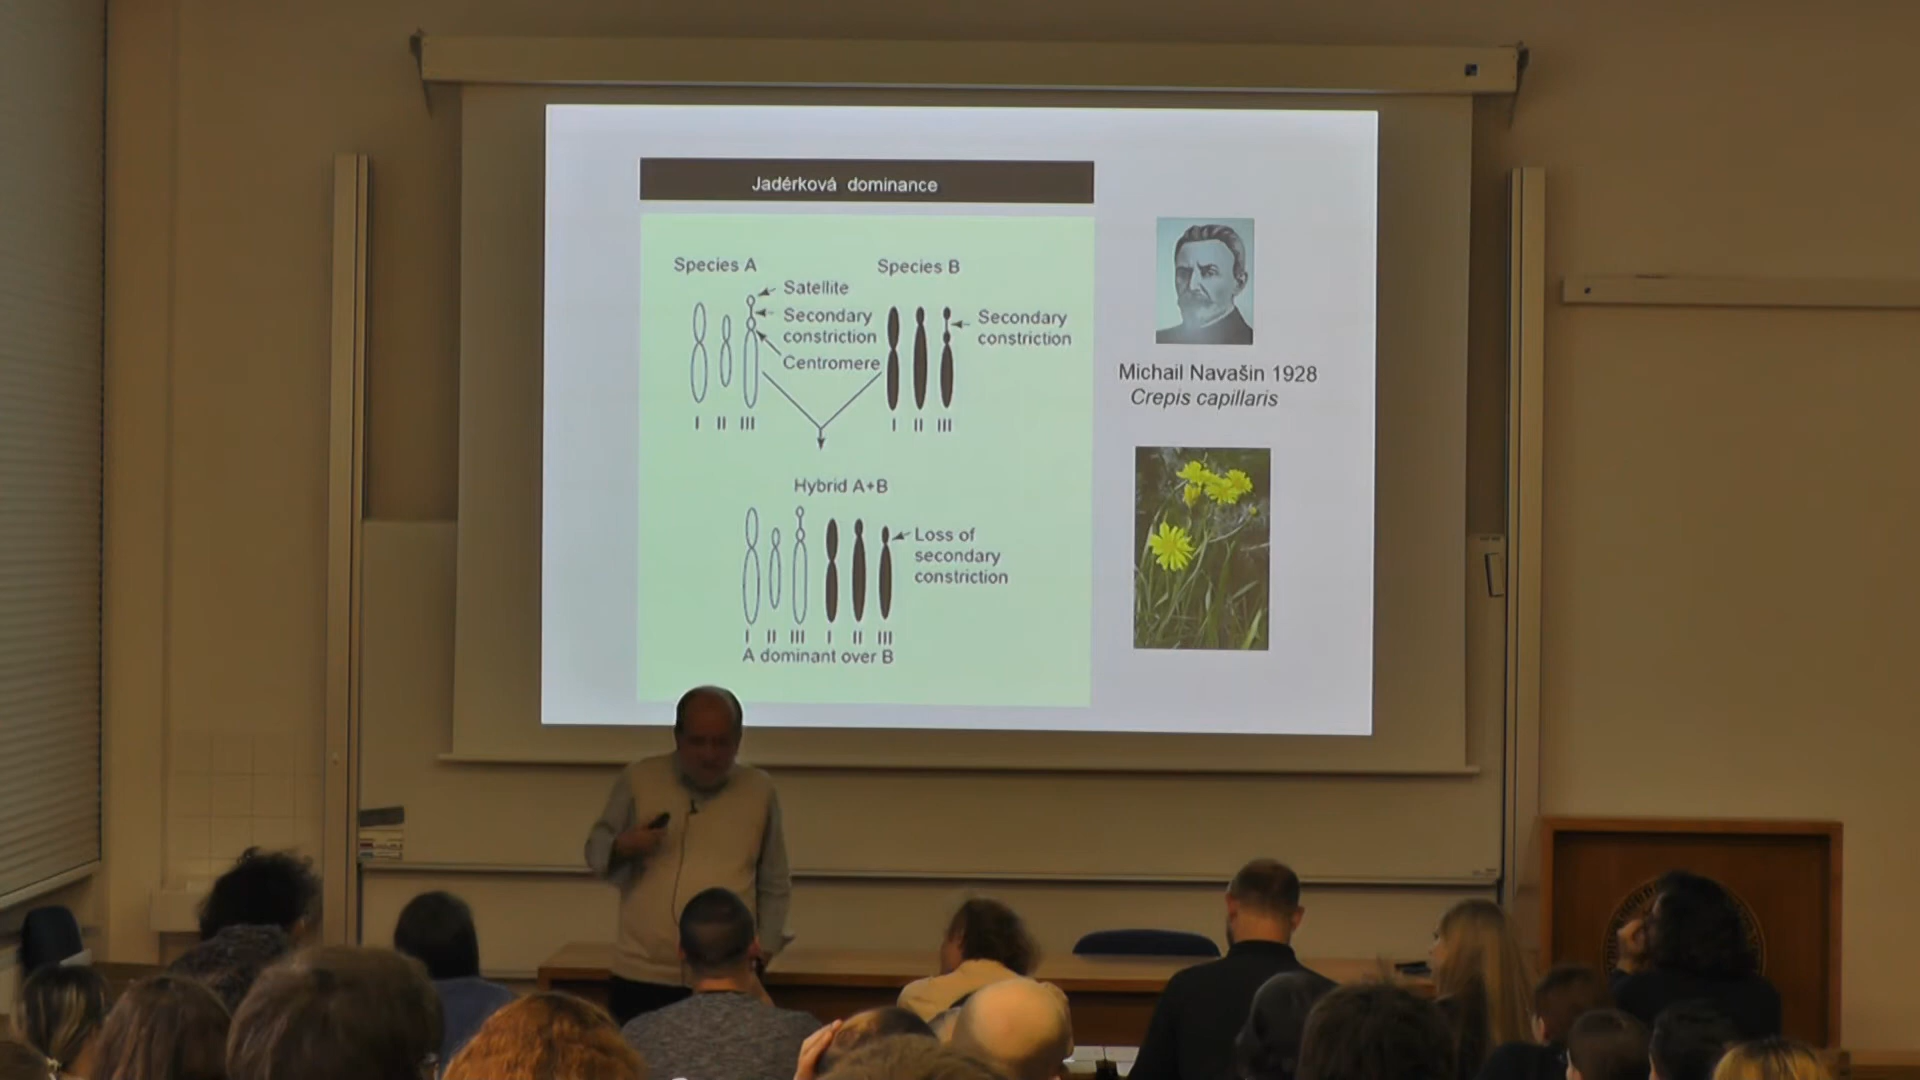 Jadérková dominance
Species A
Species B
Satellite
Secondary
constriction
Centromere
Secondary
constriction
I II III
I II III
Hybrid A+B
Loss of
secondary
constriction
I II III I II III
A dominant over B
Michail Navašin 1928
Crepis capillaris